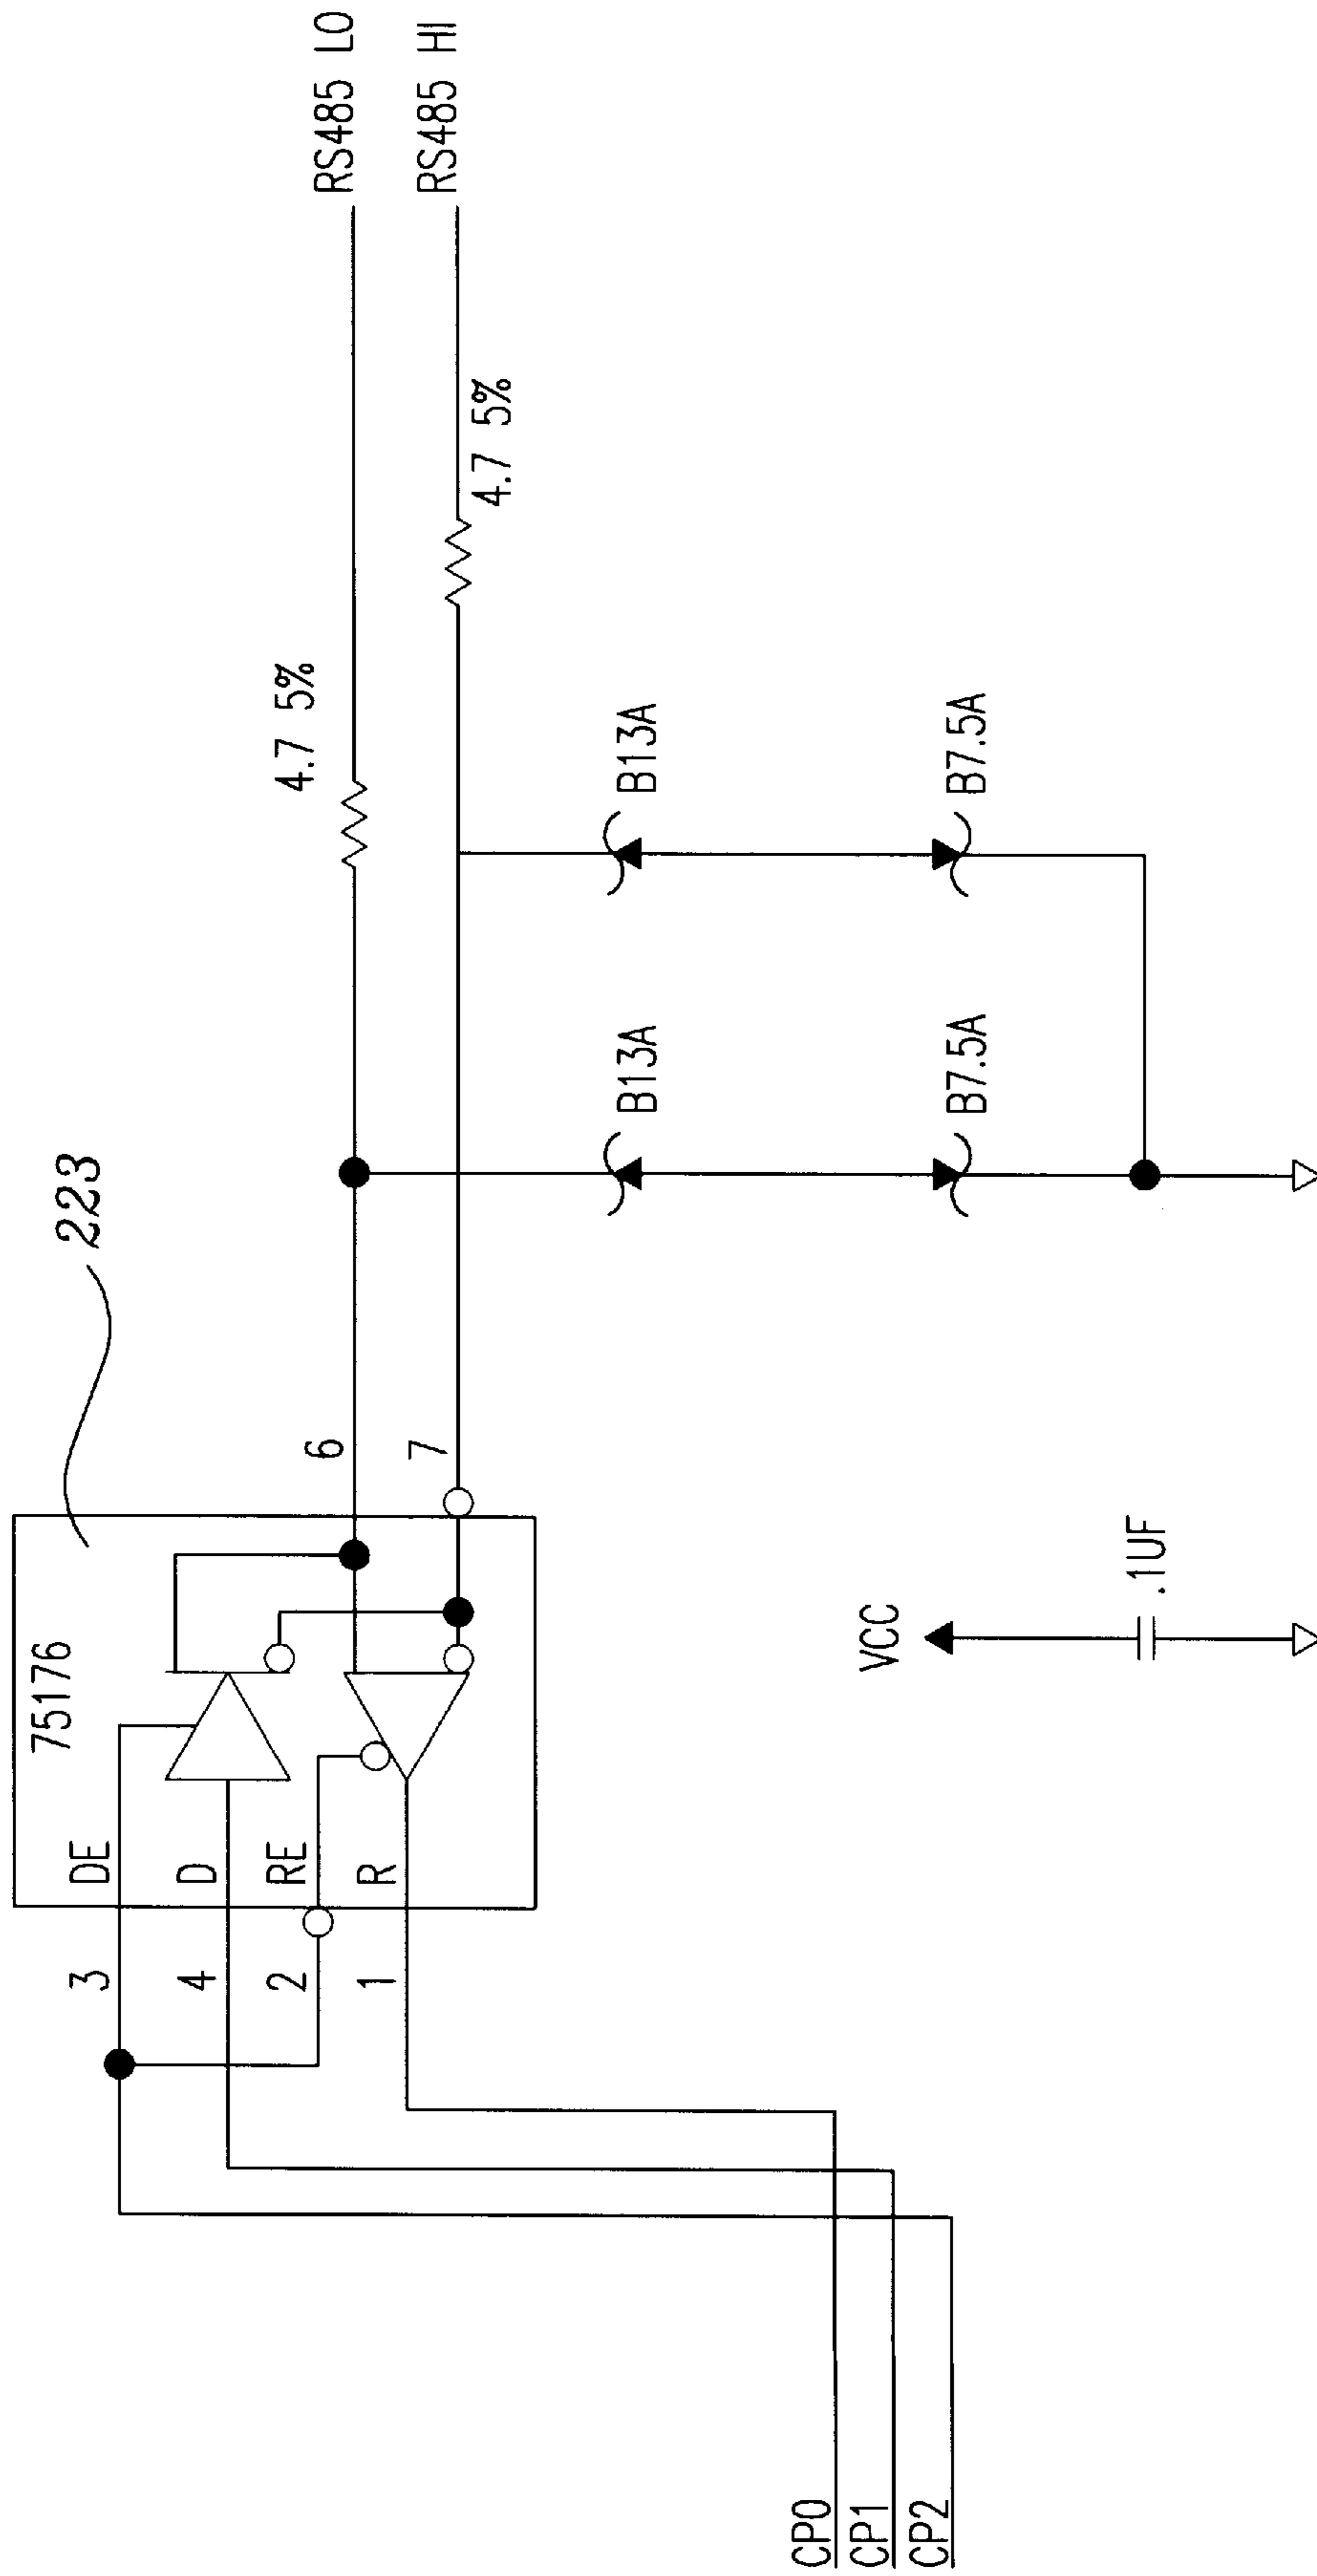 223
75176
3
DE
4
D
2
RE
1
R
6
7
4.7 5%
RS485 LO
4.7 5%
RS485 HI
B13A
B13A
B7.5A
B7.5A
CP0
CP1
CP2
VCC
.1UF